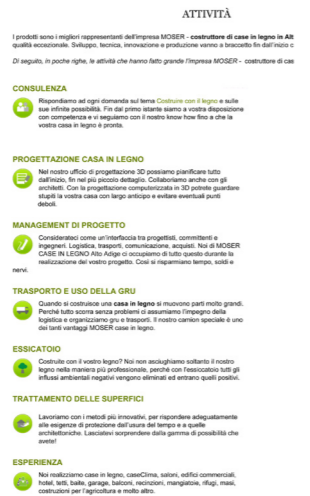 ATTIVITÀ
I prodotti sono i migliori rappresentanti dell'impresa MOSER - costruttore di case in legno in Alt
qualità eccezionale. Sviluppo, tecnica, innovazione e produzione vanno a braccetto fin dall'inizio c
Di seguito, in poche righe, le attività che hanno fatto grande l'impresa MOSER - costruttore di cas
CONSULENZA
Rispondiamo ad ogni domanda sul tema Costruire con il legno e sulle
sue infinite possibilità. Fin dal primo istante siamo a vostra disposizione
con competenza e vi seguiamo con il nostro know how fino a che la
vostra casa in legno è pronta.
PROGETTAZIONE CASA IN LEGNO
Nel nostro ufficio di progettazione 3D possiamo pianificare tutto
dall'inizio, fin nel più piccolo dettaglio. Collaboriamo anche con gli
architetti. Con la progettazione computerizzata in 3D potrete guardare
stupiti la vostra casa con largo anticipo e evitare eventuali punti
deboli.
MANAGEMENT DI PROGETTO
Considerateci come un'interfaccia tra progettisti, committenti e
ingegneri. Logistica, trasporti, comunicazione, acquisti. Noi di MOSER
CASE IN LEGNO Alto Adige ci occupiamo di tutto questo durante la
realizzazione del vostro progetto. Così si risparmiano tempo, soldi e
nervi.
TRASPORTO E USO DELLA GRU
Quando si costruisce una casa in legno si muovono parti molto grandi.
Perché tutto scorra senza problemi ci assumiamo l'impegno della
logistica e organizziamo gru e trasporti. Il nostro camion speciale è uno
dei tanti vantaggi MOSER case in legno.
ESSICATOIO
Costruite con il vostro legno? Noi non asciughiamo soltanto il nostro
legno nella maniera più professionale, perché con l'essiccatoio tutti gli
influssi ambientali negativi vengono eliminati ed entrano quelli positivi.
TRATTAMENTO DELLE SUPERFICI
Lavoriamo con i metodi più innovativi, per rispondere adeguatamente
alle esigenze di protezione dall'usura del tempo e a quelle
architettoniche. Lasciatevi sorprendere dalla gamma di possibilità che
avete!
ESPERIENZA
Noi realizziamo case in legno, caseClima, saloni, edifici commerciali,
hotel, tetti, baite, garage, balconi, recinzioni, mangiatoie, rifugi, masi,
costruzioni per l'agricoltura e molto altro.